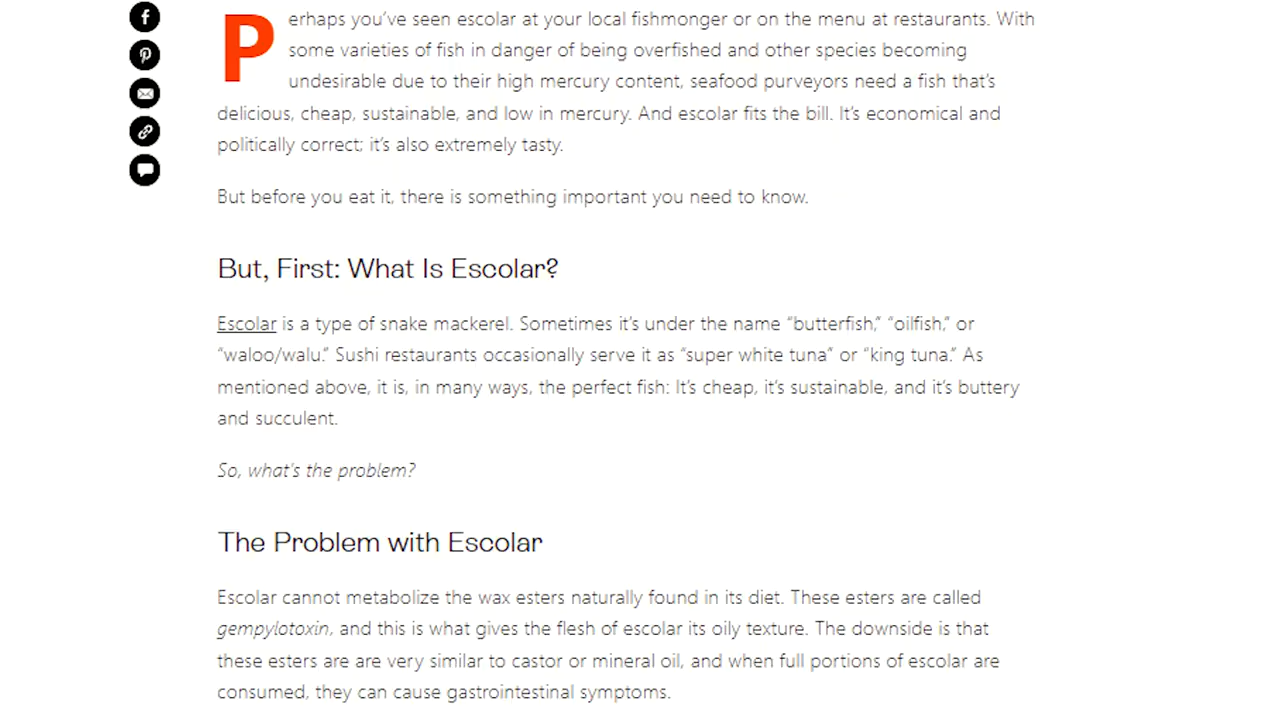 Perhaps you've seen escolar at your local fishmonger or on the menu at restaurants. With
some varieties of fish in danger of being overfished and other species becoming
undesirable due to their high mercury content, seafood purveyors need a fish that's
delicious, cheap, sustainable, and low in mercury. And escolar fits the bill. It's economical and
politically correct; it's also extremely tasty.
But before you eat it, there is something important you need to know.
But, First: What Is Escolar?
Escolar is a type of snake mackerel. Sometimes it's under the name “butterfish,” “oilfish,” or
“waloo/walu.” Sushi restaurants occasionally serve it as “super white tuna” or “king tuna.” As
mentioned above, it is, in many ways, the perfect fish: It's cheap, it's sustainable, and it's buttery
and succulent.
So, what's the problem?
The Problem with Escolar
Escolar cannot metabolize the wax esters naturally found in its diet. These esters are called
gempylotoxin, and this is what gives the flesh of escolar its oily texture. The downside is that
these esters are are very similar to castor or mineral oil, and when full portions of escolar are
consumed, they can cause gastrointestinal symptoms.